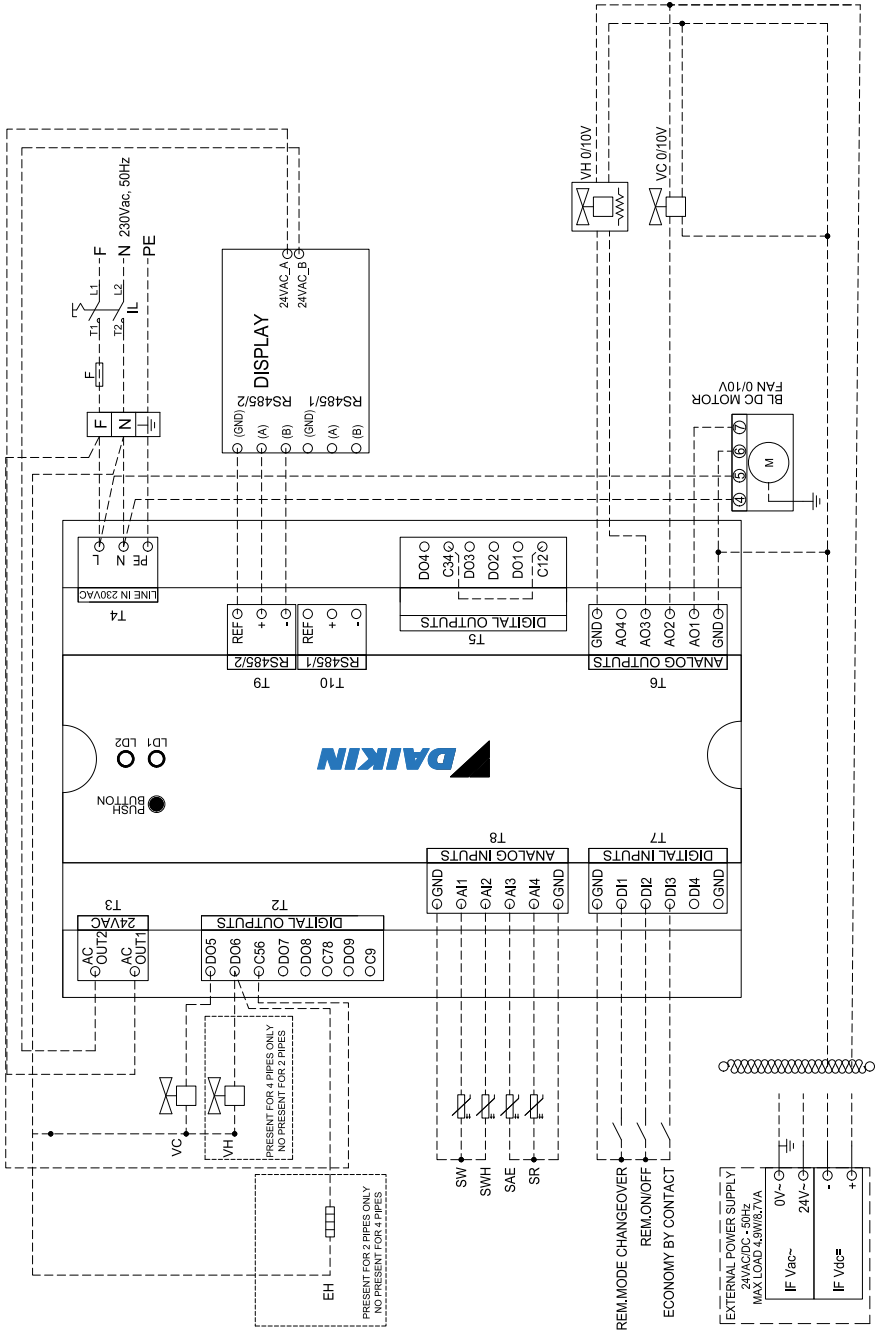 F
N 230Vac, 50Hz
PE
L1
L2
IL
T1
T2
F
F
N
24VAC_A
24VAC_B
DISPLAY
RS485/2
RS485/1
(GND)
(A)
(B)
(GND)
(A)
(B)
VH 0/10V
VC 0/10V
BL DC MOTOR
FAN 0/10V
4
5
6
7
M
L
N
PE
LINE IN 230VAC
T4
REF
+
-
RS485/2
T9
REF
+
-
RS485/1
T10
DO4
C34
DO3
DO2
DO1
C12
DIGITAL OUTPUTS
T5
GND
AO4
AO3
AO2
AO1
GND
ANALOG OUTPUTS
T6
LD2
LD1
PUSH
BUTTON
DAIKIN
T3
24VAC
AC
OUT2
AC
OUT1
T2
DIGITAL OUTPUTS
DO5
DO6
C56
DO7
DO8
C78
DO9
C9
T8
ANALOG INPUTS
GND
AI1
AI2
AI3
AI4
GND
T7
DIGITAL INPUTS
GND
DI1
DI2
DI3
DI4
GND
VC
VH
PRESENT FOR 4 PIPES ONLY
NO PRESENT FOR 2 PIPES
EH
PRESENT FOR 2 PIPES ONLY
NO PRESENT FOR 4 PIPES
SW
SWH
SAE
SR
REM.MODE CHANGEOVER
REM.ON/OFF
ECONOMY BY CONTACT
EXTERNAL POWER SUPPLY
24VAC/DC - 50Hz
MAX LOAD 4.9W/8.7VA
IF Vac~
0V~
24V~
IF Vdc=
-
+